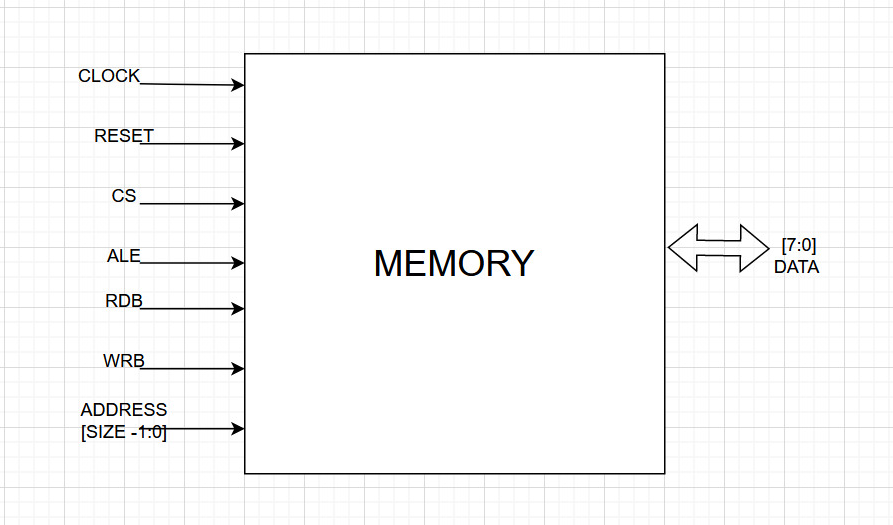 CLOCK
RESET
CS
ALE
RDB
WRB
ADDRESS
[SIZE -1:0]
MEMORY
[7:0]
DATA